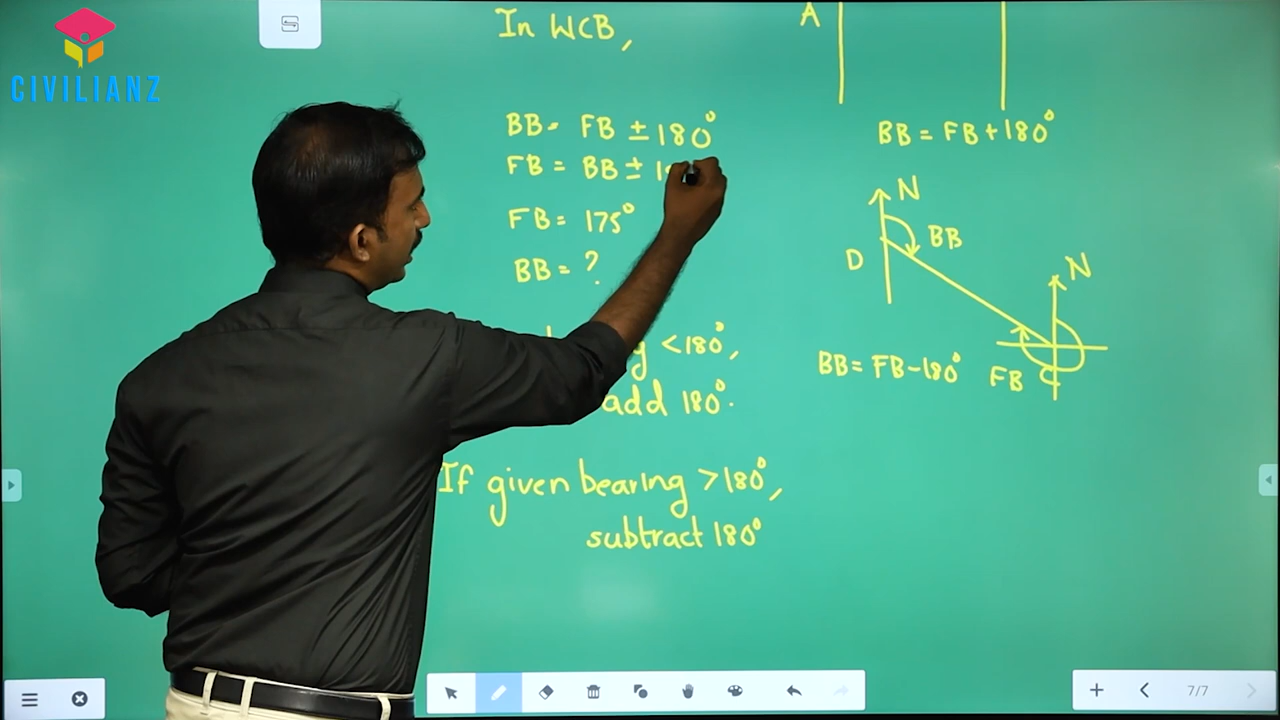 CIVILIANZ
In WCB,
BB = FB ± 180°
FB = BB ± 1
FB = 175°
BB = ?
<180°,
add 180°.
If given bearing >180°,
subtract 180°
A
BB = FB + 180°
N
BB
D
N
BB = FB - 180°
FB
C
7/7